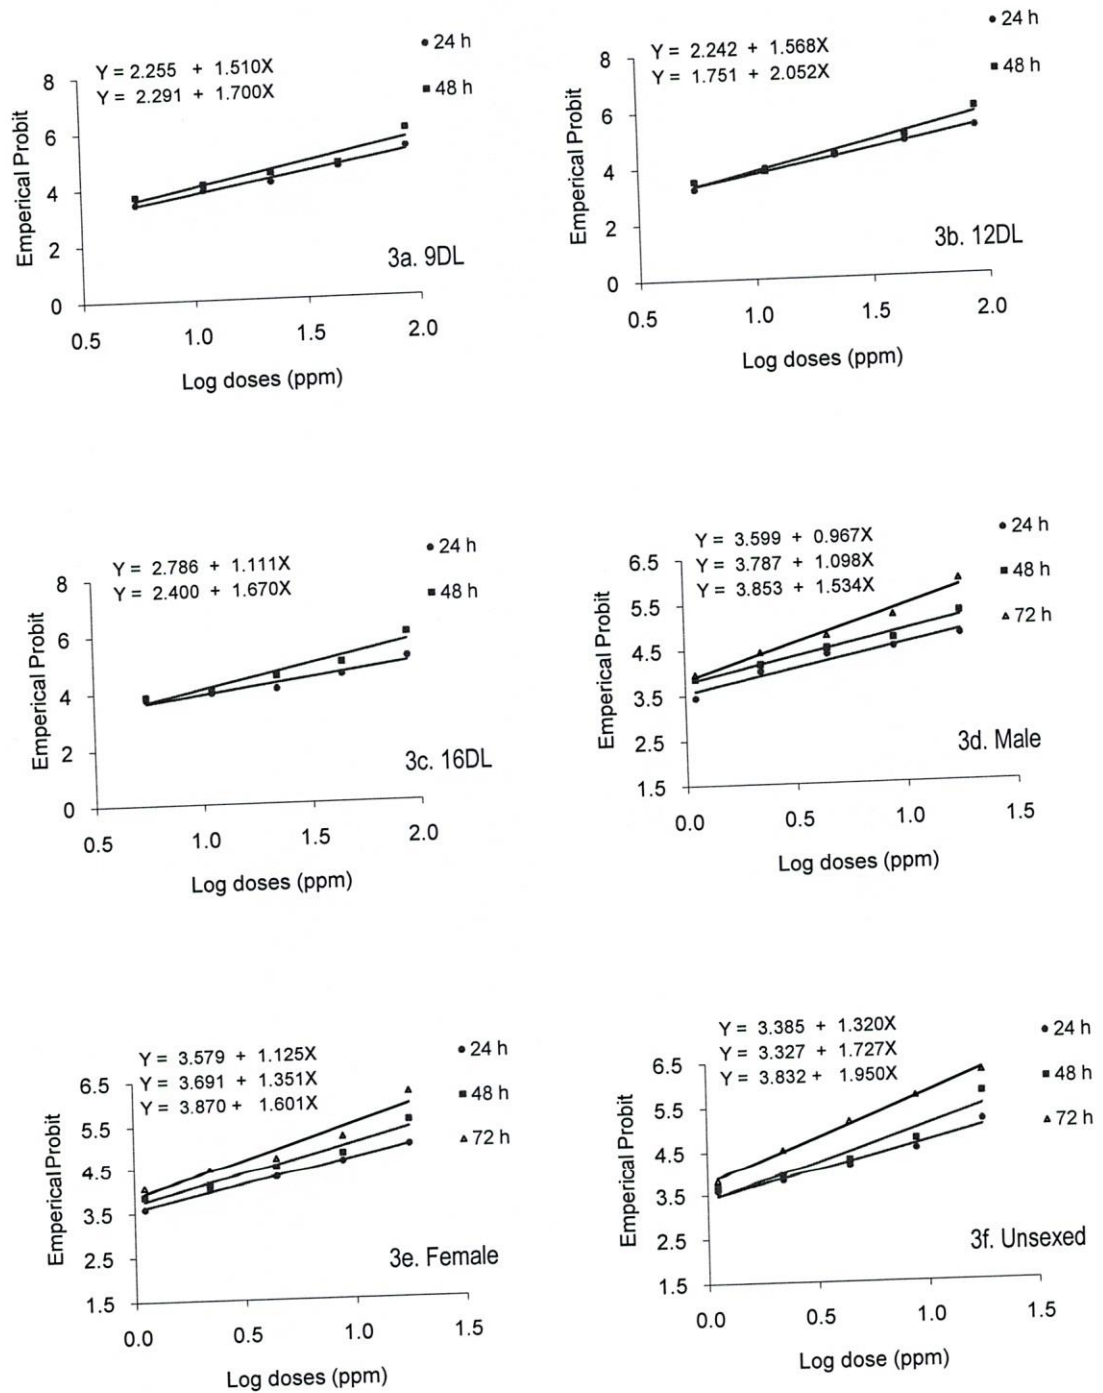 Y = 2.255 + 1.510X
Y = 2.291 + 1.700X
24 h
48 h
8
6
4
2
0
Emperical Probit
3a. 9DL
0.5 1.0 1.5 2.0
Log doses (ppm)
Y = 2.242 + 1.568X
Y = 1.751 + 2.052X
24 h
48 h
8
6
4
2
0
Emperical Probit
3b. 12DL
0.5 1.0 1.5 2.0
Log doses (ppm)
Y = 2.786 + 1.111X
Y = 2.400 + 1.670X
24 h
48 h
8
6
4
2
0
Emperical Probit
3c. 16DL
0.5 1.0 1.5 2.0
Log doses (ppm)
Y = 3.599 + 0.967X
Y = 3.787 + 1.098X
Y = 3.853 + 1.534X
24 h
48 h
72 h
6.5
5.5
4.5
3.5
2.5
1.5
Emperical Probit
3d. Male
0.0 0.5 1.0 1.5
Log doses (ppm)
Y = 3.579 + 1.125X
Y = 3.691 + 1.351X
Y = 3.870 + 1.601X
24 h
48 h
72 h
6.5
5.5
4.5
3.5
2.5
1.5
Emperical Probit
3e. Female
0.0 0.5 1.0 1.5
Log doses (ppm)
Y = 3.385 + 1.320X
Y = 3.327 + 1.727X
Y = 3.832 + 1.950X
24 h
48 h
72 h
6.5
5.5
4.5
3.5
2.5
1.5
Emperical Probit
3f. Unsexed
0.0 0.5 1.0 1.5
Log dose (ppm)